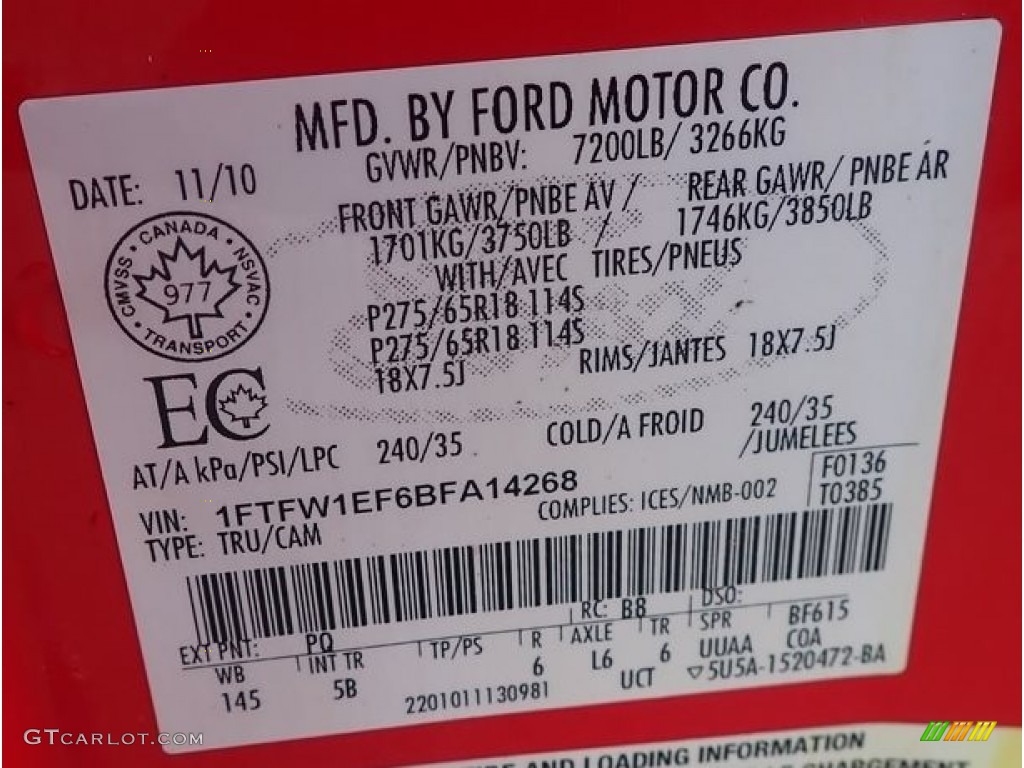 MFD. BY FORD MOTOR CO.
DATE: 11/10
GVWR/PNBV: 7200LB/ 3266KG
FRONT GAWR/PNBE AV / REAR GAWR/ PNBE AR
1701KG/3750LB / 1746KG/3850LB
WITH/AVEC TIRES/PNEUS
P275/65R18 114S
P275/65R18 114S
18X7.5J RIMS/JANTES 18X7.5J
CANADA
CMVSS NSVAC
977
TRANSPORT
EC
AT/A kPa/PSI/LPC 240/35 COLD/A FROID 240/35
/JUMELEES
VIN: 1FTFW1EF6BFA14268
F0136
T0385
TYPE: TRU/CAM
COMPLIES: ICES/NMB-002
EXT PNT: PQ RC: B8 DSO: BF615
WB INT TR TP/PS R AXLE TR SPR COA
145 5B 6 L6 6 UUAA
2201011130981 UCT ▽5U5A-1520472-BA
GTCARLOT.COM
AND LOADING INFORMATION
CHARGEMENT